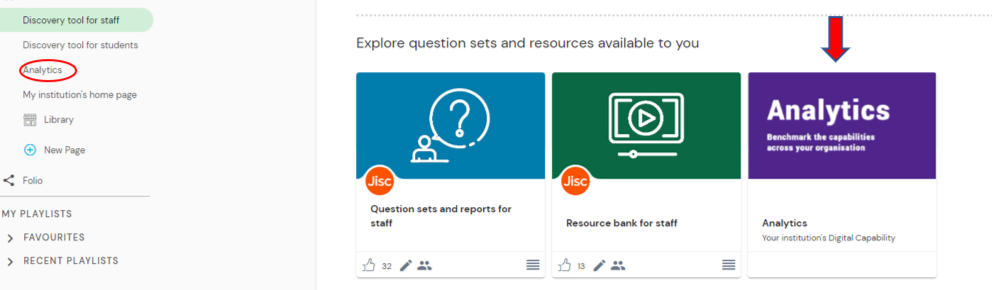 Discovery tool for staff
Discovery tool for students
Analytics
My institution's home page
Library
New Page
Folio
MY PLAYLISTS
FAVOURITES
RECENT PLAYLISTS
Explore question sets and resources available to you
Jisc
Question sets and reports for
staff
32
Jisc
Resource bank for staff
13
Analytics
Benchmark the capabilities
across your organisation
Analytics
Your institution's Digital Capability